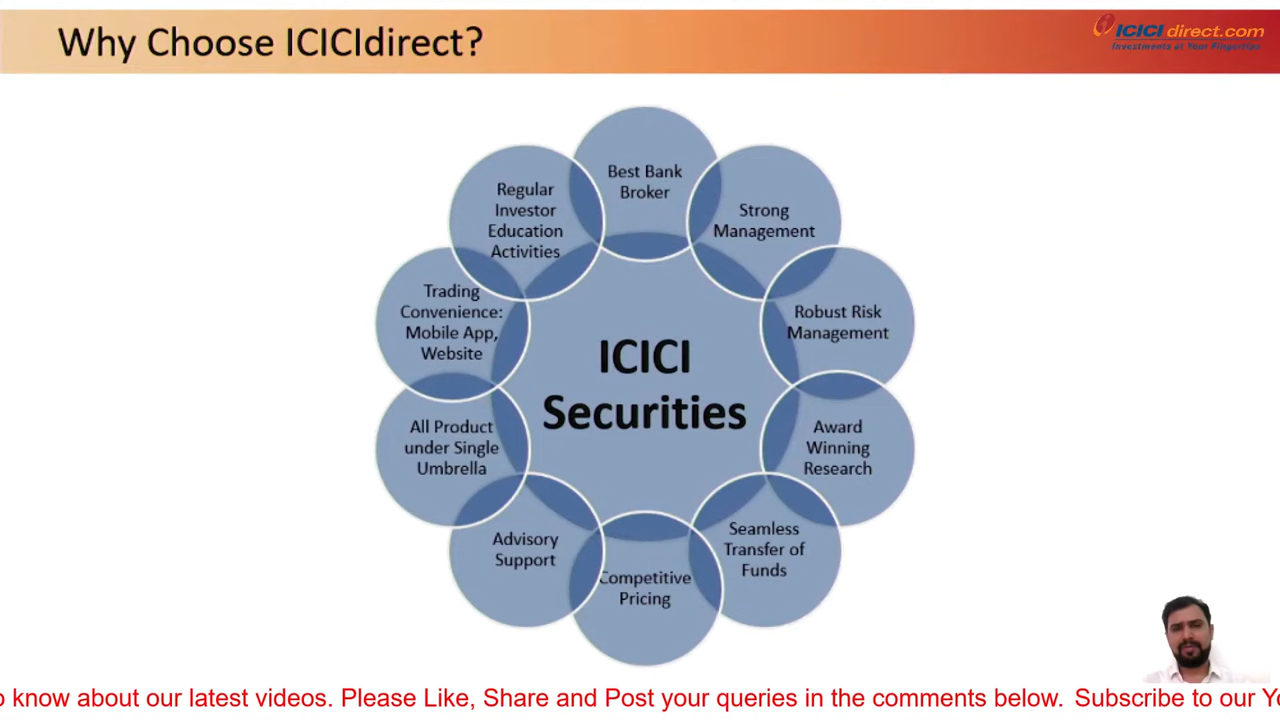 Why Choose ICICIdirect?
ICICI direct.com
Investments at Your Fingertips
Best Bank
Broker
Strong
Management
Robust Risk
Management
Award
Winning
Research
Seamless
Transfer of
Funds
Competitive
Pricing
Advisory
Support
All Product
under Single
Umbrella
Trading
Convenience:
Mobile App,
Website
Regular
Investor
Education
Activities
ICICI
Securities
o know about our latest videos. Please Like, Share and Post your queries in the comments below. Subscribe to our Yo